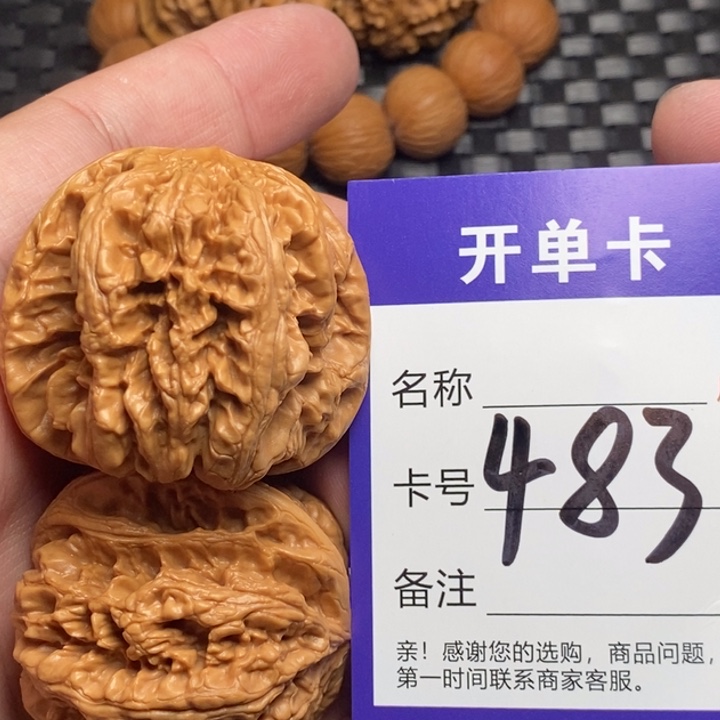 开单卡
名称
卡号 483
备注
亲！感谢您的选购，商品问题，
第一时间联系商家客服。